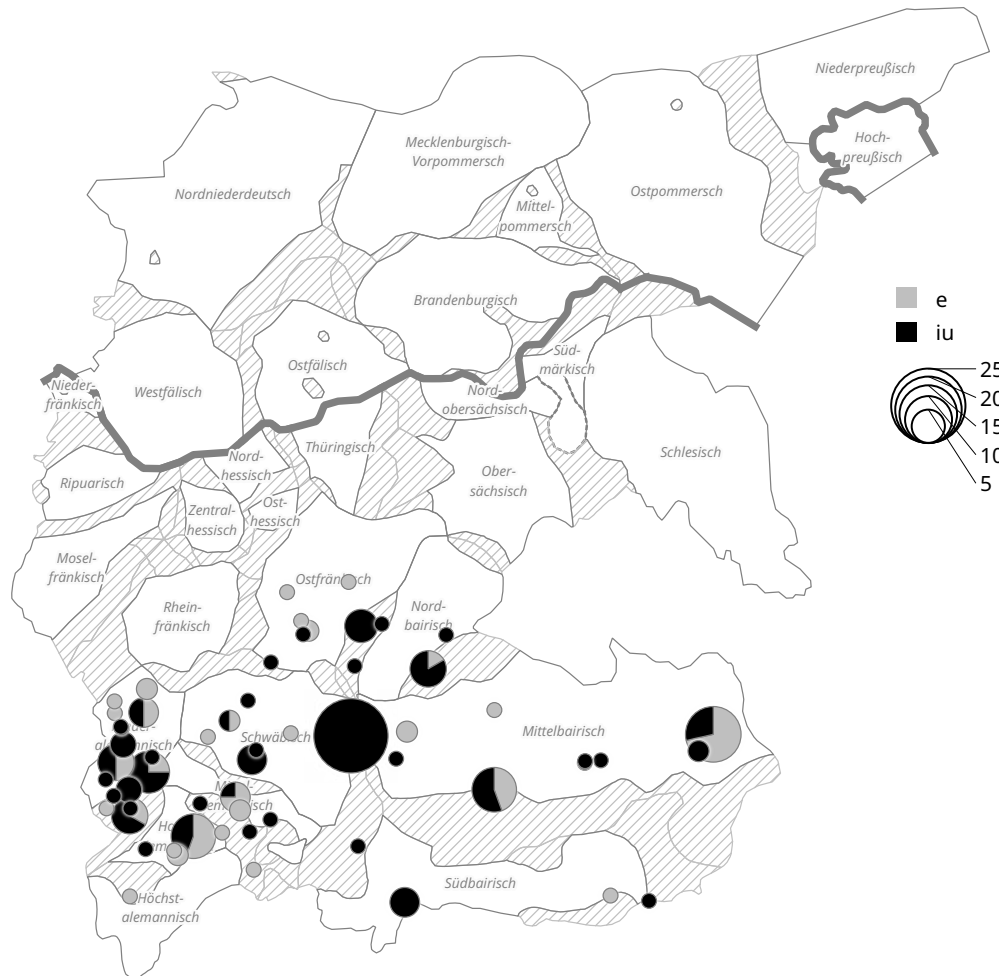 Niederpreußisch
Hoch-
preußisch
Mecklenburgisch-
Vorpommersch
Nordniederdeutsch
Ostpommersch
Mittel-
pommersch
Brandenburgisch
e
iu
Süd-
märkisch
Ostfälisch
Nieder-
fränkisch
Westfälisch
Nord-
obersächsisch
25
20
15
10
5
Thüringisch
Nord-
hessisch
Schlesisch
Ripuarisch
Ober-
sächsisch
Zentral-
hessisch
Ost-
hessisch
Mosel-
fränkisch
Ostfränkisch
Rhein-
fränkisch
Nord-
bairisch
Schwäbisch
Mittelbairisch
Südbairisch
Höchst-
alemannisch